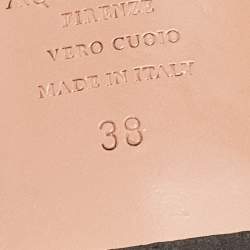 FIRENZE
VERO CUOIO
MADE IN ITALY
38